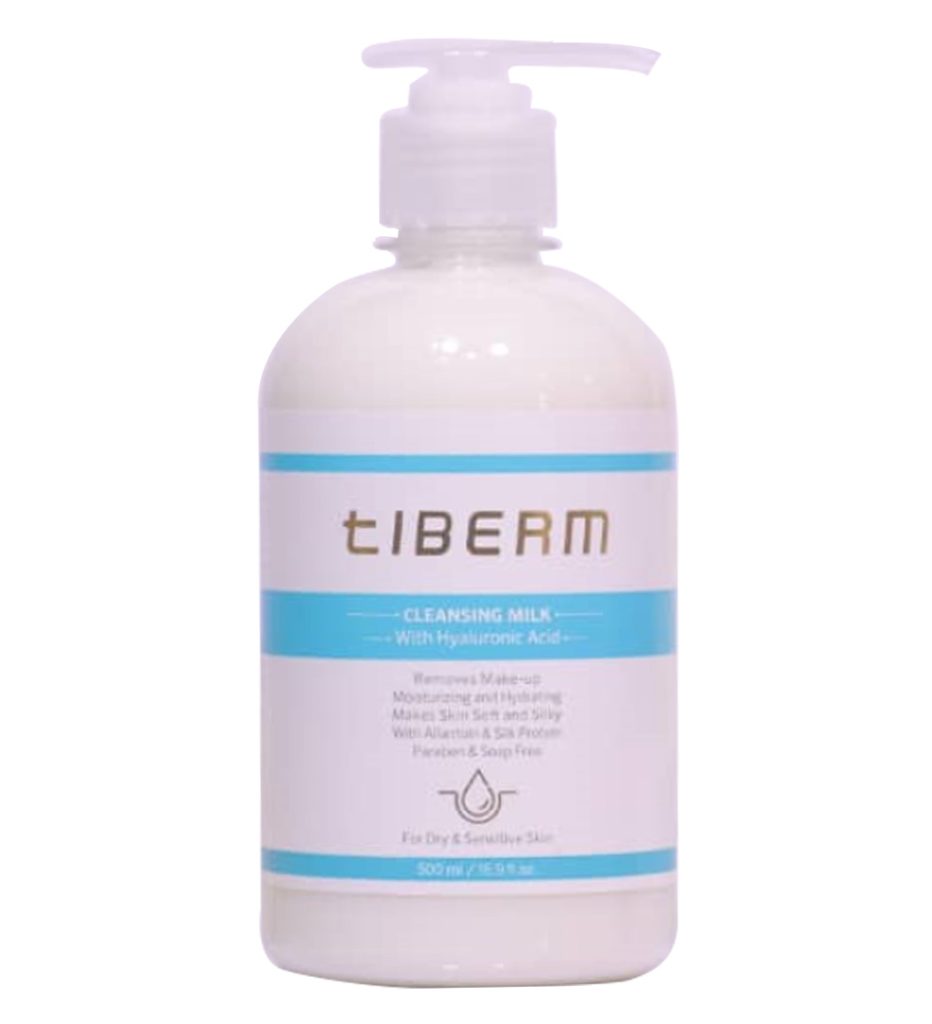 tIBERM
CLEANSING MILK
With Hyaluronic Acid
Removes Make-up
Moisturizing and Hydrating
Makes Skin Soft and Silky
With Allantoin & Silk Protein
Paraben & Soap Free
For Dry & Sensitive Skin
500 ml / 16.9 fl oz